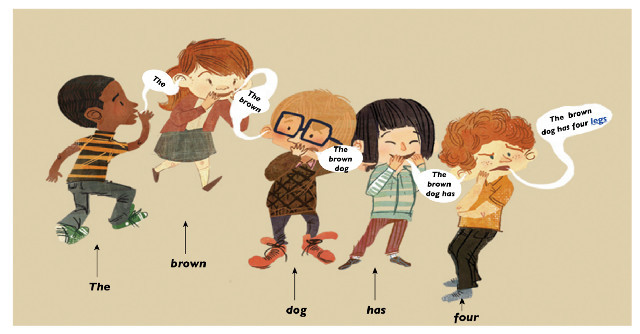 The
The
brown
The
brown
dog
The
brown
dog has
The brown
dog has four legs
The
brown
dog
has
four